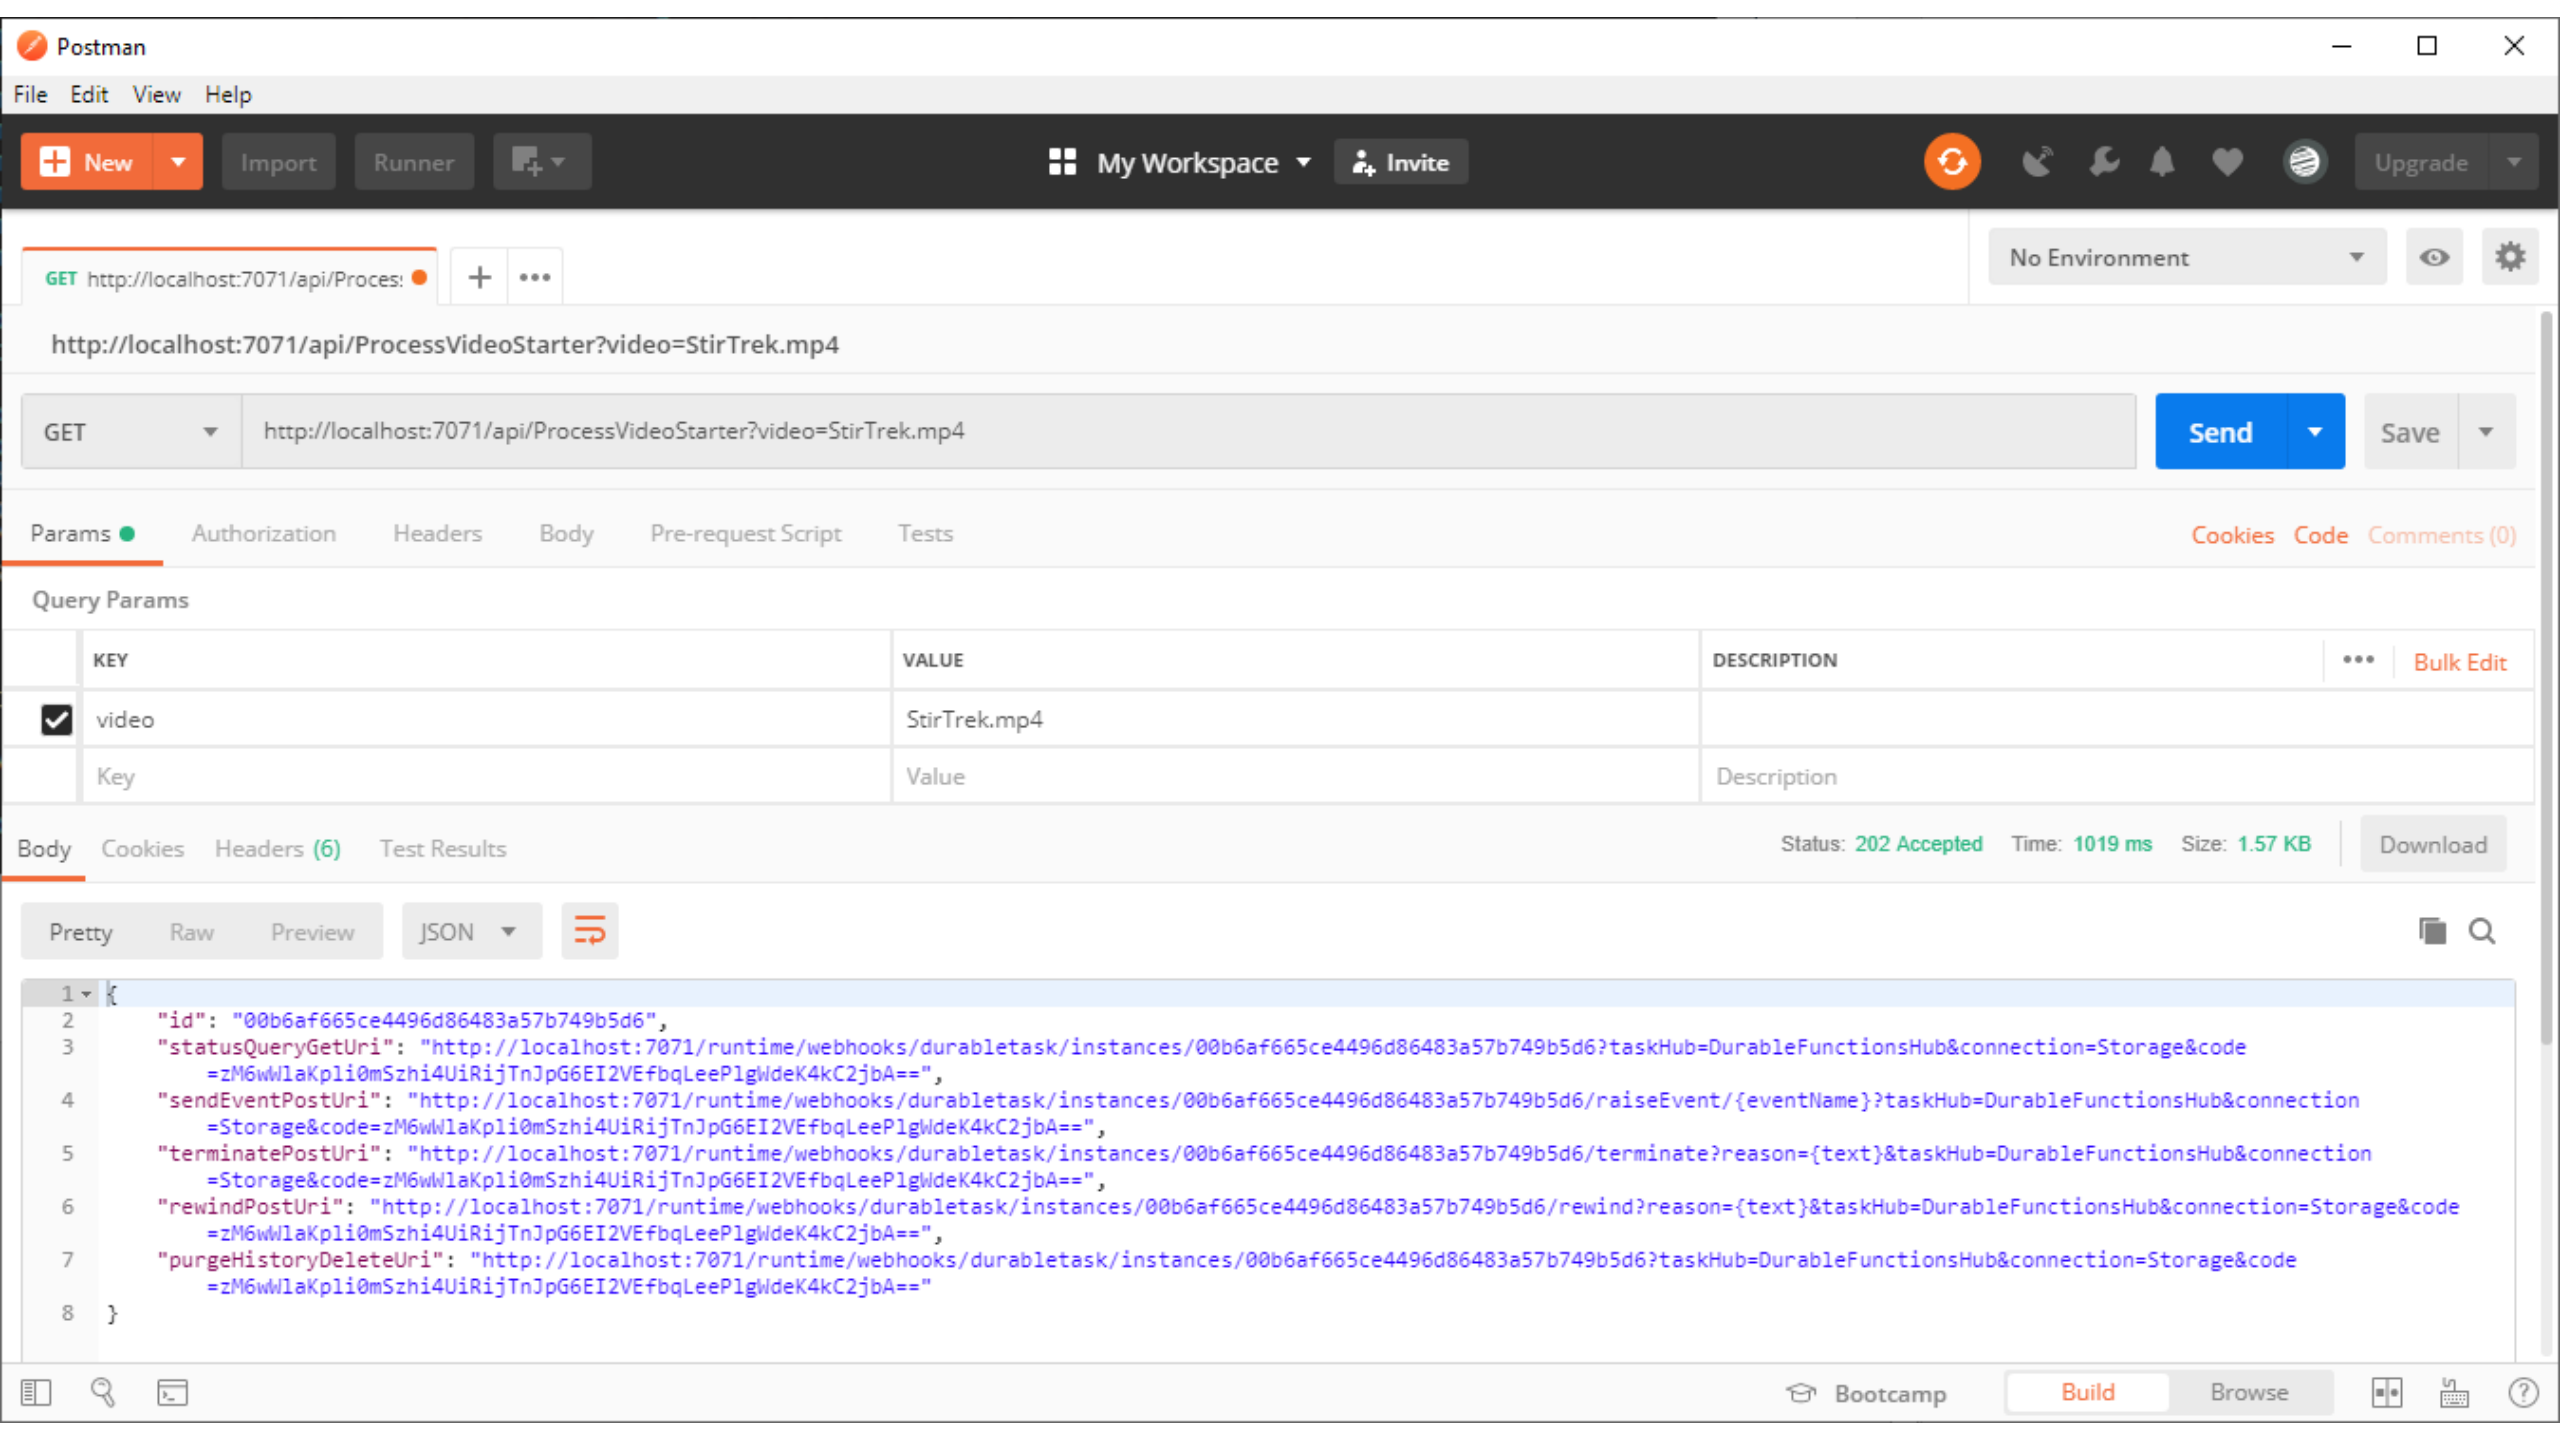 Postman
File Edit View Help
New Import Runner My Workspace Invite Upgrade
GET http://localhost:7071/api/Proces: No Environment
http://localhost:7071/api/ProcessVideoStarter?video=StirTrek.mp4
GET http://localhost:7071/api/ProcessVideoStarter?video=StirTrek.mp4 Send Save
Params Authorization Headers Body Pre-request Script Tests Cookies Code Comments (0)
Query Params
KEY VALUE DESCRIPTION Bulk Edit
video StirTrek.mp4
Key Value Description
Body Cookies Headers (6) Test Results Status: 202 Accepted Time: 1019 ms Size: 1.57 KB Download
Pretty Raw Preview JSON
1 {
2 "id": "00b6af665ce4496d86483a57b749b5d6",
3 "statusQueryGetUri": "http://localhost:7071/runtime/webhooks/durabletask/instances/00b6af665ce4496d86483a57b749b5d6?taskHub=DurableFunctionsHub&connection=Storage&code
=zM6wWlaKpli0mSzhi4UiRijTnJpG6EI2VEfbqLeePlgWdeK4kC2jbA==",
4 "sendEventPostUri": "http://localhost:7071/runtime/webhooks/durabletask/instances/00b6af665ce4496d86483a57b749b5d6/raiseEvent/{eventName}?taskHub=DurableFunctionsHub&connection
=Storage&code=zM6wWlaKpli0mSzhi4UiRijTnJpG6EI2VEfbqLeePlgWdeK4kC2jbA==",
5 "terminatePostUri": "http://localhost:7071/runtime/webhooks/durabletask/instances/00b6af665ce4496d86483a57b749b5d6/terminate?reason={text}&taskHub=DurableFunctionsHub&connection
=Storage&code=zM6wWlaKpli0mSzhi4UiRijTnJpG6EI2VEfbqLeePlgWdeK4kC2jbA==",
6 "rewindPostUri": "http://localhost:7071/runtime/webhooks/durabletask/instances/00b6af665ce4496d86483a57b749b5d6/rewind?reason={text}&taskHub=DurableFunctionsHub&connection=Storage&code
=zM6wWlaKpli0mSzhi4UiRijTnJpG6EI2VEfbqLeePlgWdeK4kC2jbA==",
7 "purgeHistoryDeleteUri": "http://localhost:7071/runtime/webhooks/durabletask/instances/00b6af665ce4496d86483a57b749b5d6?taskHub=DurableFunctionsHub&connection=Storage&code
=zM6wWlaKpli0mSzhi4UiRijTnJpG6EI2VEfbqLeePlgWdeK4kC2jbA=="
8 }
Bootcamp Build Browse